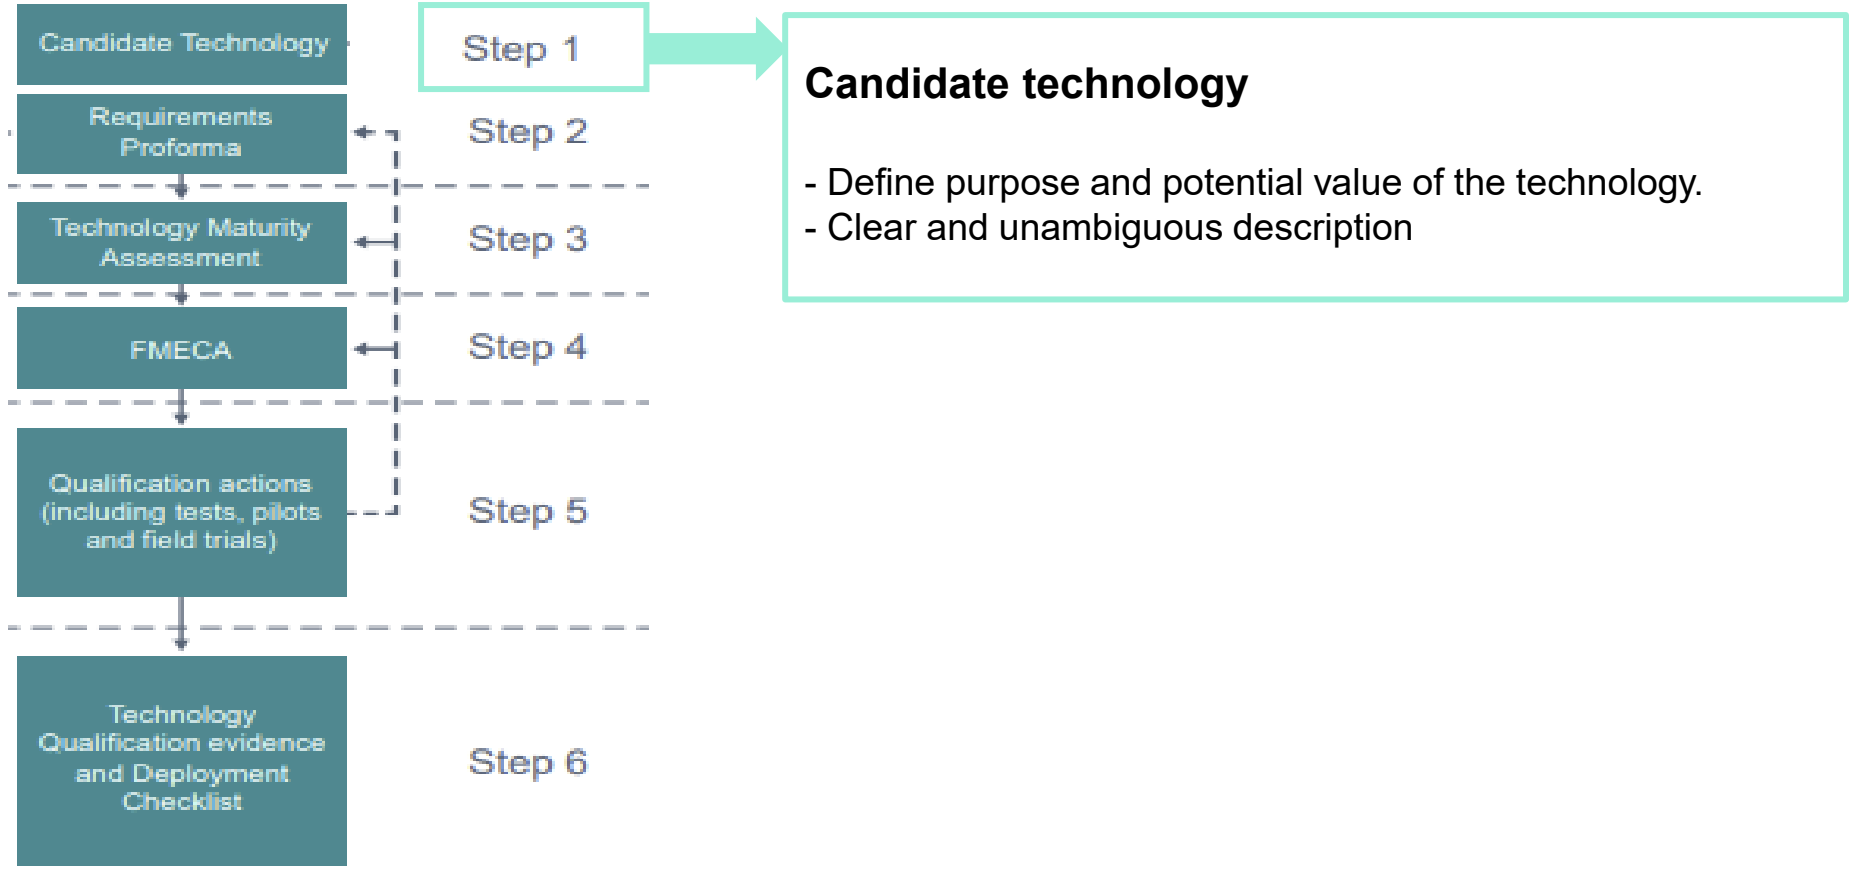 Candidate Technology
Step 1
Candidate technology
- Define purpose and potential value of the technology.
- Clear and unambiguous description
Requirements
Proforma
Step 2
Technology Maturity
Assessment
Step 3
FMECA
Step 4
Qualification actions
(including tests, pilots
and field trials)
Step 5
Technology
Qualification evidence
and Deployment
Checklist
Step 6